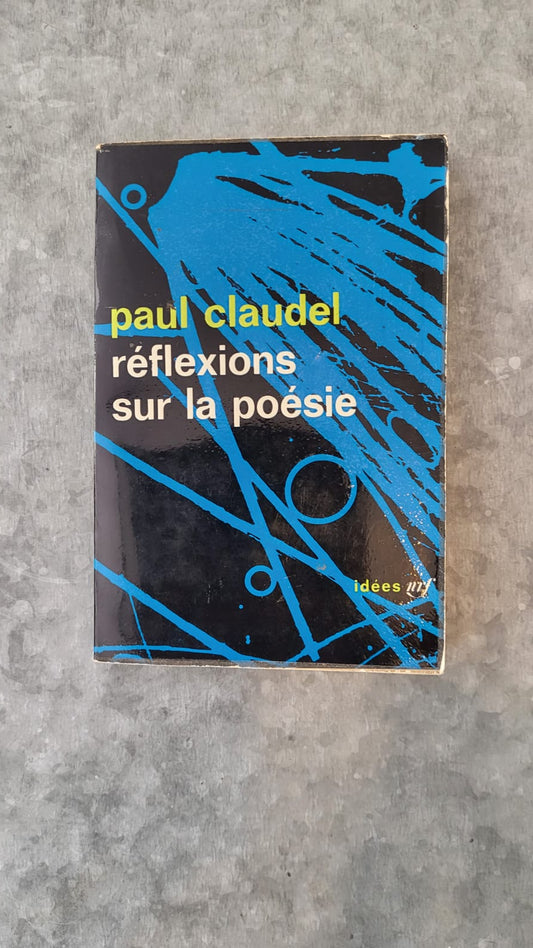 paul claudel
réflexions
sur la poésie
idées nrf